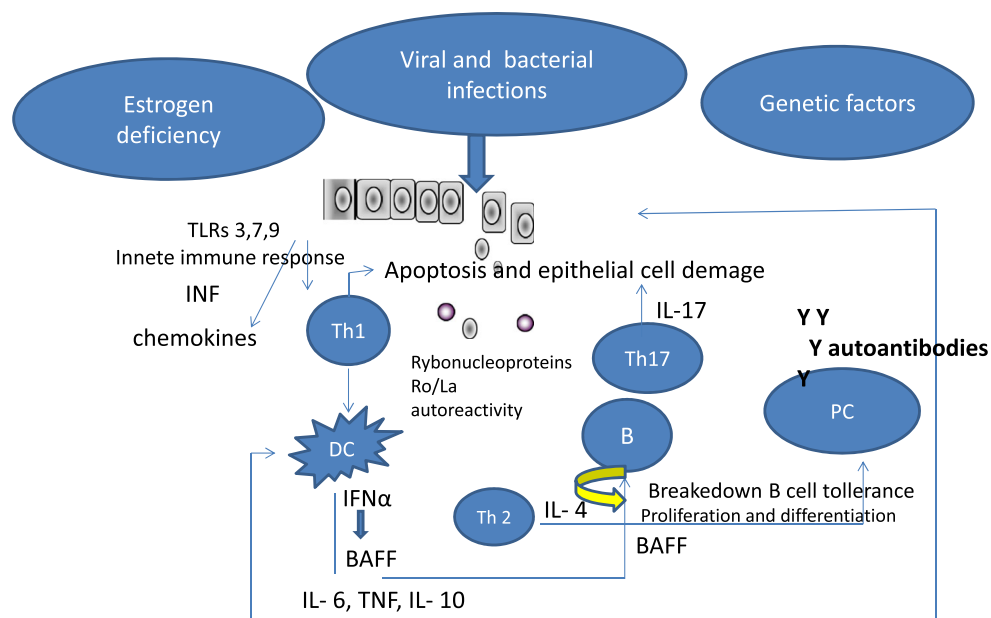 Estrogen
deficiency
Viral and bacterial
infections
Genetic factors
TLRs 3,7,9
Innete immune response
INF
chemokines
Apoptosis and epithelial cell demage
Th1
Rybonucleoproteins
Ro/La
autoreactivity
IL-17
Th17
Y Y
Y autoantibodies
Y
PC
B
DC
IFNα
BAFF
IL- 6, TNF, IL- 10
Th 2
IL- 4
Breakedown B cell tollerance
Proliferation and differentiation
BAFF